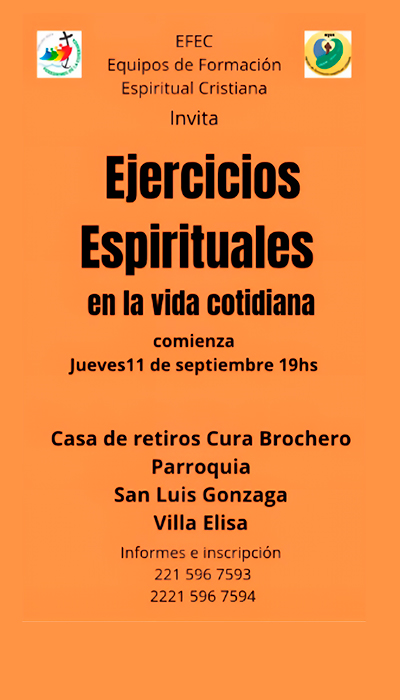 EFEC
Equipos de Formación
Espiritual Cristiana
Invita
Ejercicios
Espirituales
en la vida cotidiana
comienza
Jueves11 de septiembre 19hs
Casa de retiros Cura Brochero
Parroquia
San Luis Gonzaga
Villa Elisa
Informes e inscripción
221 596 7593
2221 596 7594